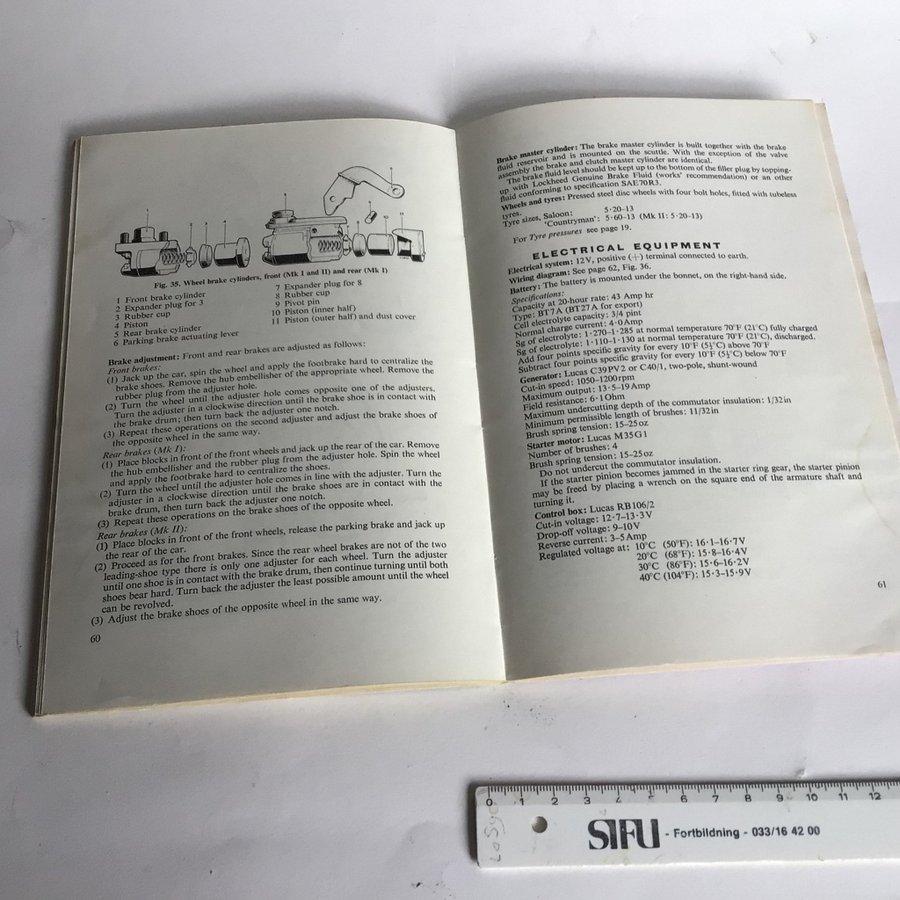 Fig. 35. Wheel brake cylinders, front (Mk I and II) and rear (Mk I)
1 Front brake cylinder
2 Expander plug for 3
3 Rubber cup
4 Piston
5 Rear brake cylinder
6 Parking brake actuating lever
7 Expander plug for 8
8 Rubber cup
9 Pivot pin
10 Piston (inner half)
11 Piston (outer half) and dust cover
Brake adjustment: Front and rear brakes are adjusted as follows:
Front brakes:
(1) Jack up the car, spin the wheel and apply the footbrake hard to centralize the
brake shoes. Remove the hub embellisher of the appropriate wheel. Remove the
rubber plug from the adjuster hole.
(2) Turn the wheel until the adjuster hole comes opposite one of the adjusters.
Turn the adjuster in a clockwise direction until the brake shoe is in contact with
the brake drum; then turn back the adjuster one notch.
(3) Repeat these operations on the second adjuster and adjust the brake shoes of
the opposite wheel in the same way.
Rear brakes (Mk I):
(1) Place blocks in front of the front wheels and jack up the rear of the car. Remove
the hub embellisher and the rubber plug from the adjuster hole. Spin the wheel
and apply the footbrake hard to centralize the shoes.
(2) Turn the wheel until the adjuster hole comes in line with the adjuster. Turn the
adjuster in a clockwise direction until the brake shoes are in contact with the
brake drum, then turn back the adjuster one notch.
(3) Repeat these operations on the brake shoes of the opposite wheel.
Rear brakes (Mk II):
(1) Place blocks in front of the front wheels, release the parking brake and jack up
the rear of the car.
(2) Proceed as for the front brakes. Since the rear wheel brakes are not of the two
leading-shoe type there is only one adjuster for each wheel. Turn the adjuster
until one shoe is in contact with the brake drum, then continue turning until both
shoes bear hard. Turn back the adjuster the least possible amount until the wheel
can be revolved.
(3) Adjust the brake shoes of the opposite wheel in the same way.
60
Brake master cylinder: The brake master cylinder is built together with the brake
fluid reservoir and is mounted on the scuttle. With the exception of the valve
assembly the brake and clutch master cylinder are identical.
The brake fluid level should be kept up to the bottom of the filler plug by topping-
up with Lockheed Genuine Brake Fluid (works' recommendation) or an other
fluid conforming to specification SAE 70R3.
Wheels and tyres: Pressed steel disc wheels with four bolt holes, fitted with tubeless
tyres.
Tyre sizes, Saloon: 5·20–13
'Countryman': 5·60–13 (Mk II: 5·20–13)
For Tyre pressures see page 19.
ELECTRICAL EQUIPMENT
Electrical system: 12V, positive (+) terminal connected to earth.
Wiring diagram: See page 62, Fig. 36.
Battery: The battery is mounted under the bonnet, on the right-hand side.
Specifications:
Capacity at 20-hour rate: 43 Amp hr
Type: BT7A (BT27A for export)
Cell electrolyte capacity: 3/4 pint
Normal charge current: 4·0Amp
Sg of electrolyte: 1·270–1·285 at normal temperature 70°F (21°C) fully charged
Sg of electrolyte: 1·110–1·130 at normal temperature 70°F (21°C), discharged.
Add four points specific gravity for every 10°F (5½°C) above 70°F
Subtract four points specific gravity for every 10°F (5½°C) below 70°F
Generator: Lucas C39PV2 or C40/1, two-pole, shunt-wound
Cut-in speed: 1050–1200rpm
Maximum output: 13·5–19Amp
Field resistance: 6·1Ohm
Maximum undercutting depth of the commutator insulation: 1/32in
Minimum permissible length of brushes: 11/32in
Brush spring tension: 15–25oz
Starter motor: Lucas M35G1
Number of brushes: 4
Brush spring tension: 15–25oz
Do not undercut the commutator insulation.
If the starter pinion becomes jammed in the starter ring gear, the starter pinion
may be freed by placing a wrench on the square end of the armature shaft and
turning it.
Control box: Lucas RB106/2
Cut-in voltage: 12·7–13·3V
Drop-off voltage: 9–10V
Reverse current: 3–5Amp
Regulated voltage at: 10°C (50°F): 16·1–16·7V
20°C (68°F): 15·8–16·4V
30°C (86°F): 15·6–16·2V
40°C (104°F): 15·3–15·9V
61
0 1 2 3 4 5 6 7 8 9 10 11 12
SIFU - Fortbildung - 033/16 42 00